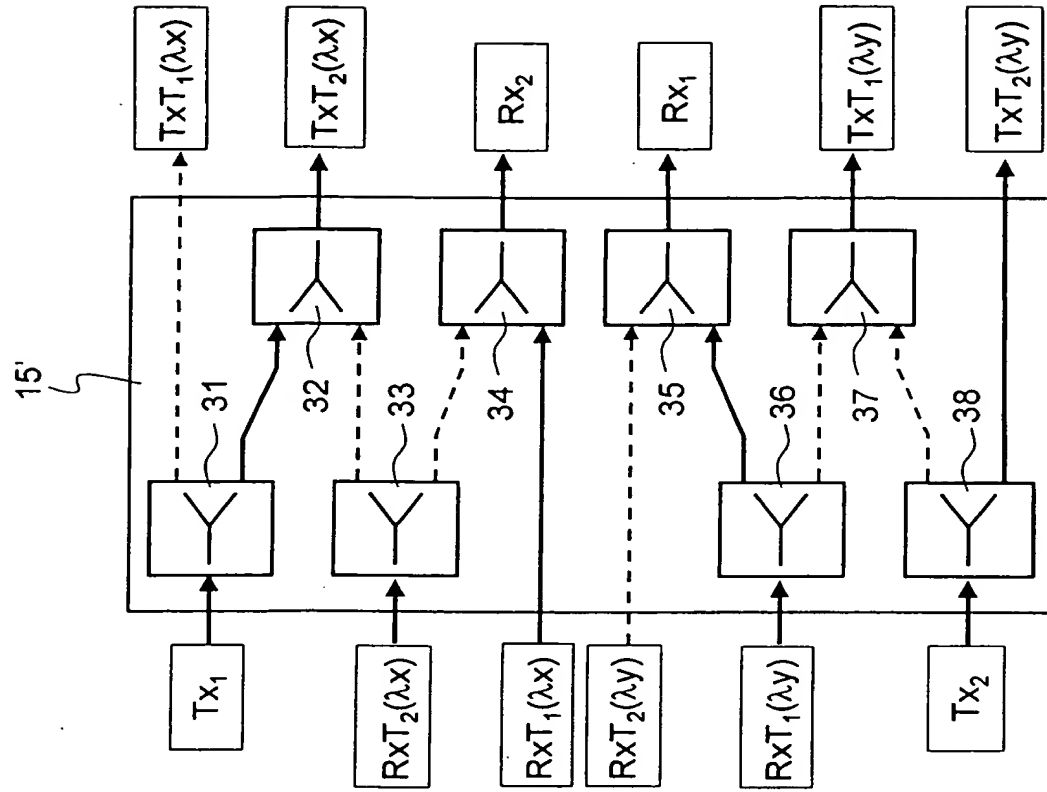 15'
Tx₁
RxT₂(λx)
RxT₁(λx)
RxT₂(λy)
RxT₁(λy)
Tx₂
31
32
33
34
35
36
37
38
TxT₁(λx)
TxT₂(λx)
Rx₂
Rx₁
TxT₁(λy)
TxT₂(λy)